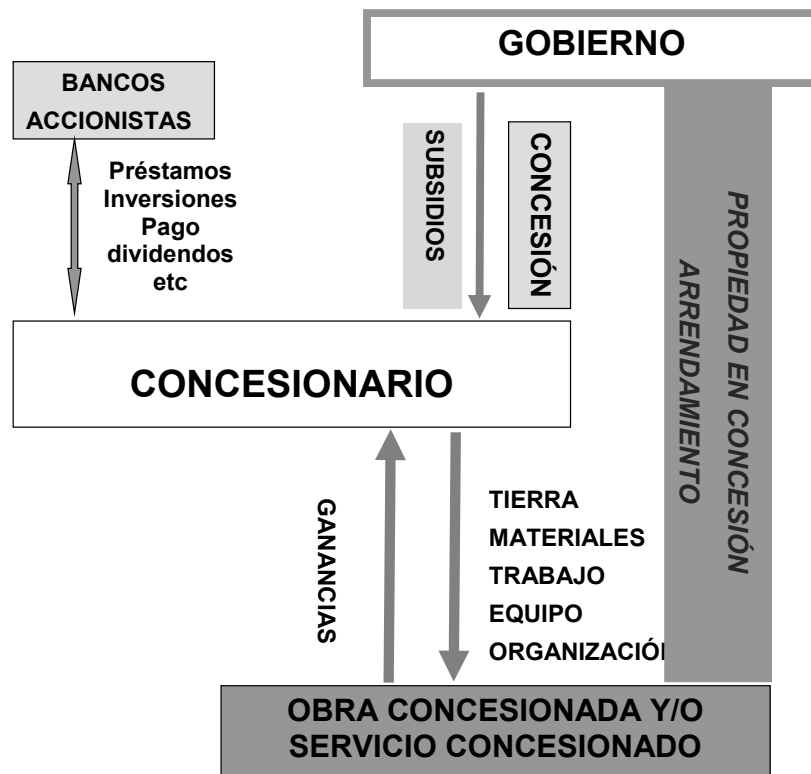 GOBIERNO
BANCOS
ACCIONISTAS
Préstamos
Inversiones
Pago
dividendos
etc
SUBSIDIOS
CONCESIÓN
PROPIEDAD EN CONCESIÓN
ARRENDAMIENTO
CONCESIONARIO
GANANCIAS
TIERRA
MATERIALES
TRABAJO
EQUIPO
ORGANIZACIÓN
OBRA CONCESIONADA Y/O
SERVICIO CONCESIONADO